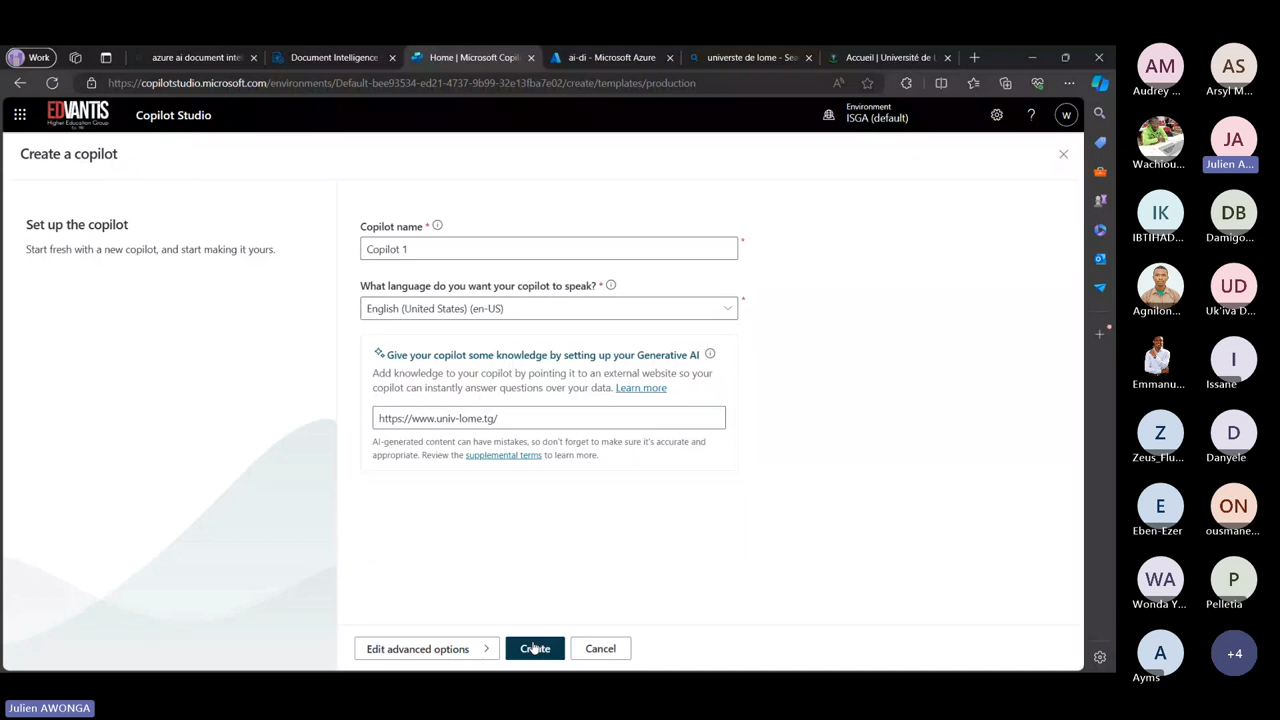 Work
azure ai document intel
Document Intelligence
Home | Microsoft Copi
ai-di - Microsoft Azure
universte de lome - Sea
Accueil | Université de L
https://copilotstudio.microsoft.com/environments/Default-bee93534-ed21-4737-9b99-32e13fba7e02/create/templates/production
EDVANTIS
Higher Education Group
Copilot Studio
Environment
ISGA (default)
W
Create a copilot
Set up the copilot
Start fresh with a new copilot, and start making it yours.
Copilot name *
Copilot 1
*
What language do you want your copilot to speak? *
English (United States) (en-US)
*
Give your copilot some knowledge by setting up your Generative AI
Add knowledge to your copilot by pointing it to an external website so your
copilot can instantly answer questions over your data. Learn more
https://www.univ-lome.tg/
AI-generated content can have mistakes, so don't forget to make sure it's accurate and
appropriate. Review the supplemental terms to learn more.
Edit advanced options
Create
Cancel
AM
Audrey ...
AS
Arsyl M...
Wachiou...
JA
Julien A...
IK
IBTIHAD...
DB
Damigo...
Agnilon...
UD
Uk'iva D...
Emmanu...
I
Issane
Z
Zeus_Flu...
D
Danyele
E
Eben-Ezer
ON
ousmane...
WA
Wonda Y...
P
Pelletia
A
Ayms
+4
Julien AWONGA